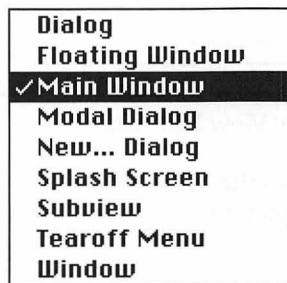 Dialog
Floating Window
✓Main Window
Modal Dialog
New... Dialog
Splash Screen
Subview
Tearoff Menu
Window